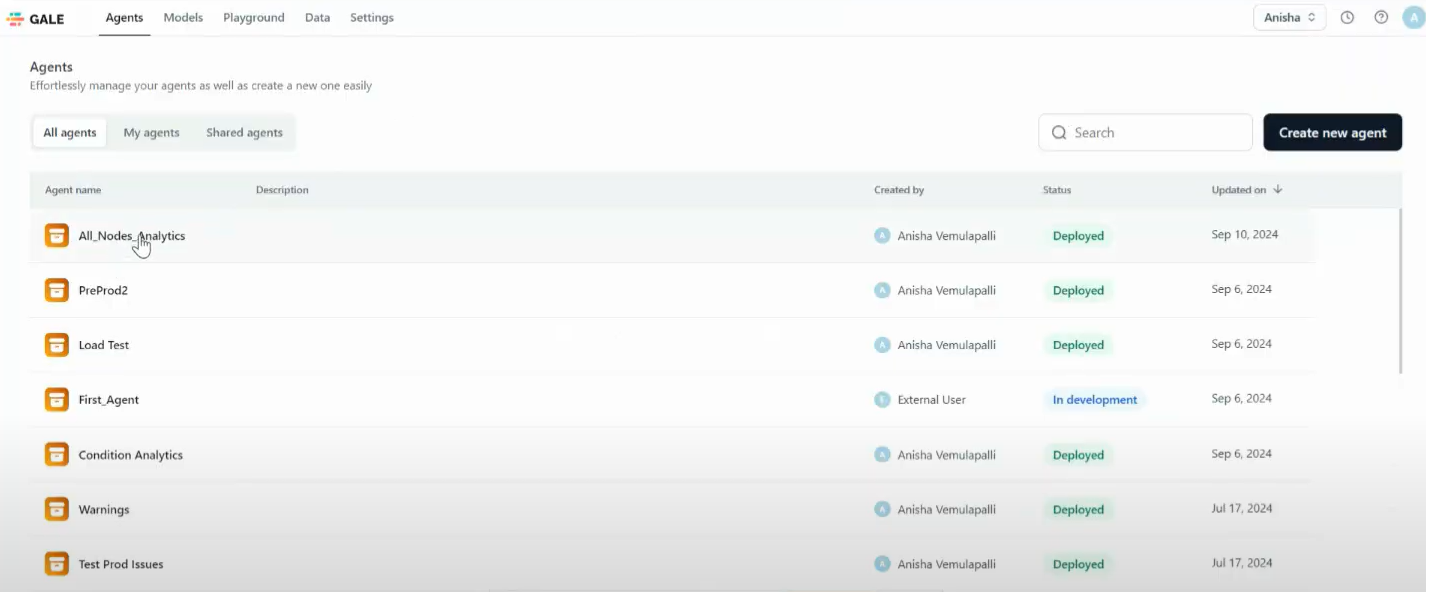 GALE Agents Models Playground Data Settings Anisha A
Agents
Effortlessly manage your agents as well as create a new one easily
All agents My agents Shared agents Search Create new agent
Agent name Description Created by Status Updated on
All_Nodes_Analytics A Anisha Vemulapalli Deployed Sep 10, 2024
PreProd2 A Anisha Vemulapalli Deployed Sep 6, 2024
Load Test A Anisha Vemulapalli Deployed Sep 6, 2024
First_Agent E External User In development Sep 6, 2024
Condition Analytics A Anisha Vemulapalli Deployed Sep 6, 2024
Warnings A Anisha Vemulapalli Deployed Jul 17, 2024
Test Prod Issues A Anisha Vemulapalli Deployed Jul 17, 2024